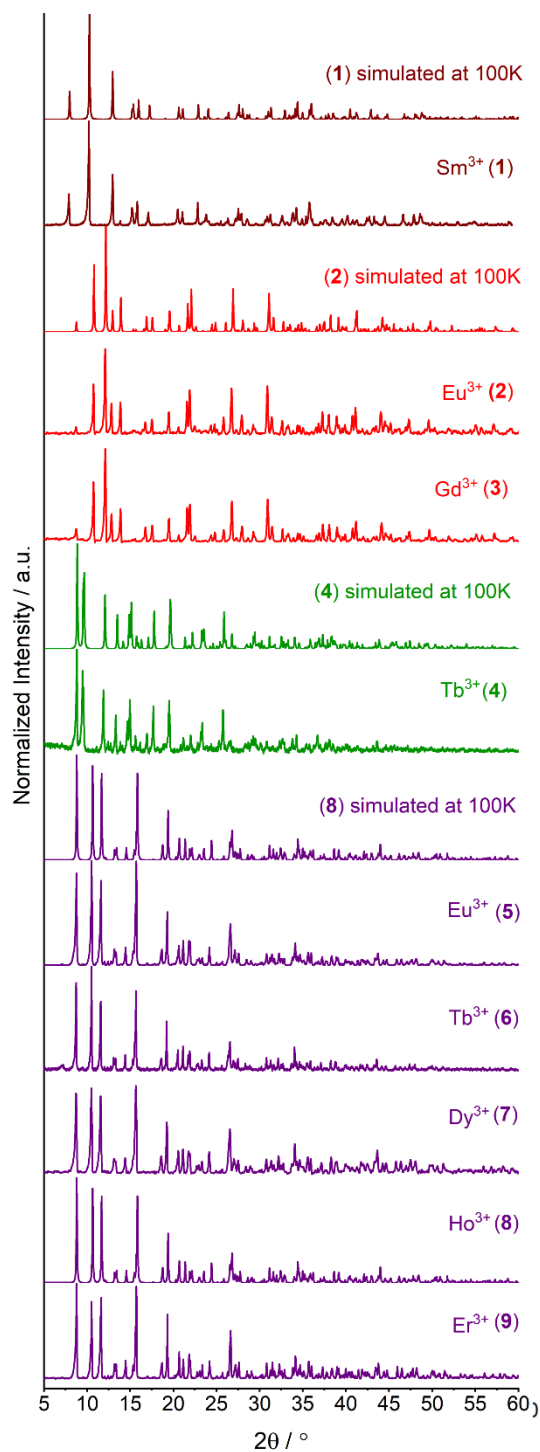 (1) simulated at 100K
Sm³⁺ (1)
(2) simulated at 100K
Eu³⁺ (2)
Gd³⁺ (3)
(4) simulated at 100K
Tb³⁺ (4)
(8) simulated at 100K
Eu³⁺ (5)
Tb³⁺ (6)
Dy³⁺ (7)
Ho³⁺ (8)
Er³⁺ (9)
Normalized Intensity / a.u.
5 10 15 20 25 30 35 40 45 50 55 60
2θ / °